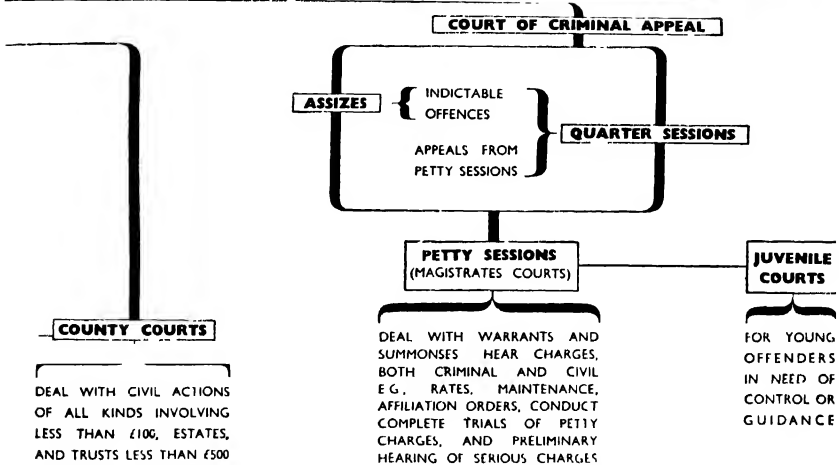 COURT OF CRIMINAL APPEAL
ASSIZES
INDICTABLE
OFFENCES
APPEALS FROM
PETTY SESSIONS
QUARTER SESSIONS
PETTY SESSIONS
(MAGISTRATES COURTS)
JUVENILE
COURTS
COUNTY COURTS
DEAL WITH CIVIL ACTIONS
OF ALL KINDS INVOLVING
LESS THAN £100, ESTATES,
AND TRUSTS LESS THAN £500
DEAL WITH WARRANTS AND
SUMMONSES HEAR CHARGES,
BOTH CRIMINAL AND CIVIL
E G, RATES, MAINTENANCE,
AFFILIATION ORDERS, CONDUCT
COMPLETE TRIALS OF PETTY
CHARGES, AND PRELIMINARY
HEARING OF SERIOUS CHARGES
FOR YOUNG
OFFENDERS
IN NEED OF
CONTROL OR
GUIDANCE